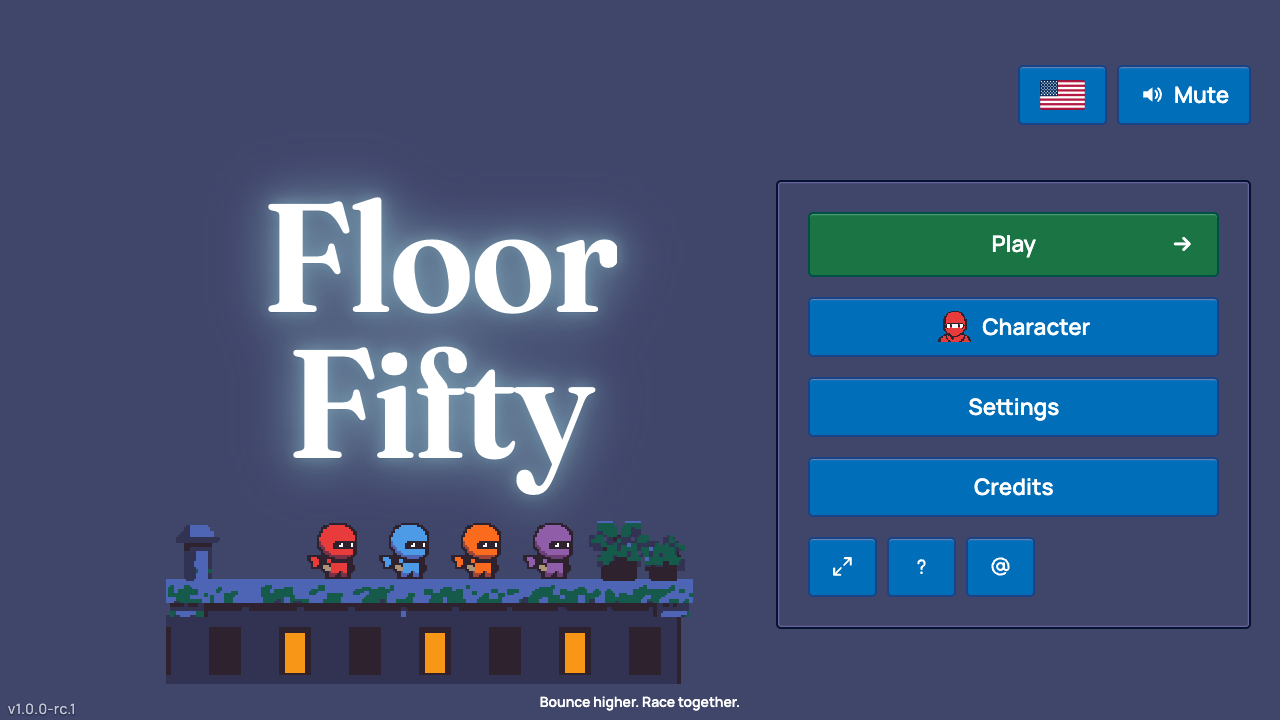 Mute
Floor
Fifty
Play
Character
Settings
Credits
?
@
Bounce higher. Race together.
v1.0.0-rc.1